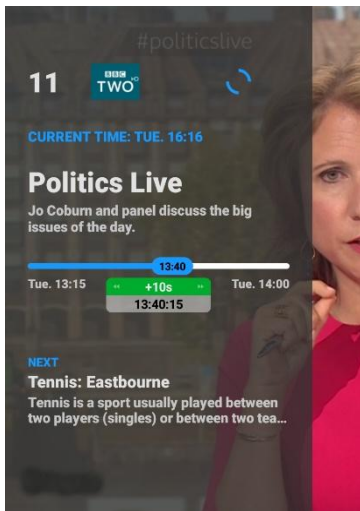 #politicslive
11 BBC TWO HD
CURRENT TIME: TUE. 16:16
Politics Live
Jo Coburn and panel discuss the big
issues of the day.
13:40
Tue. 13:15 +10s Tue. 14:00
13:40:15
NEXT
Tennis: Eastbourne
Tennis is a sport usually played between
two players (singles) or between two tea...